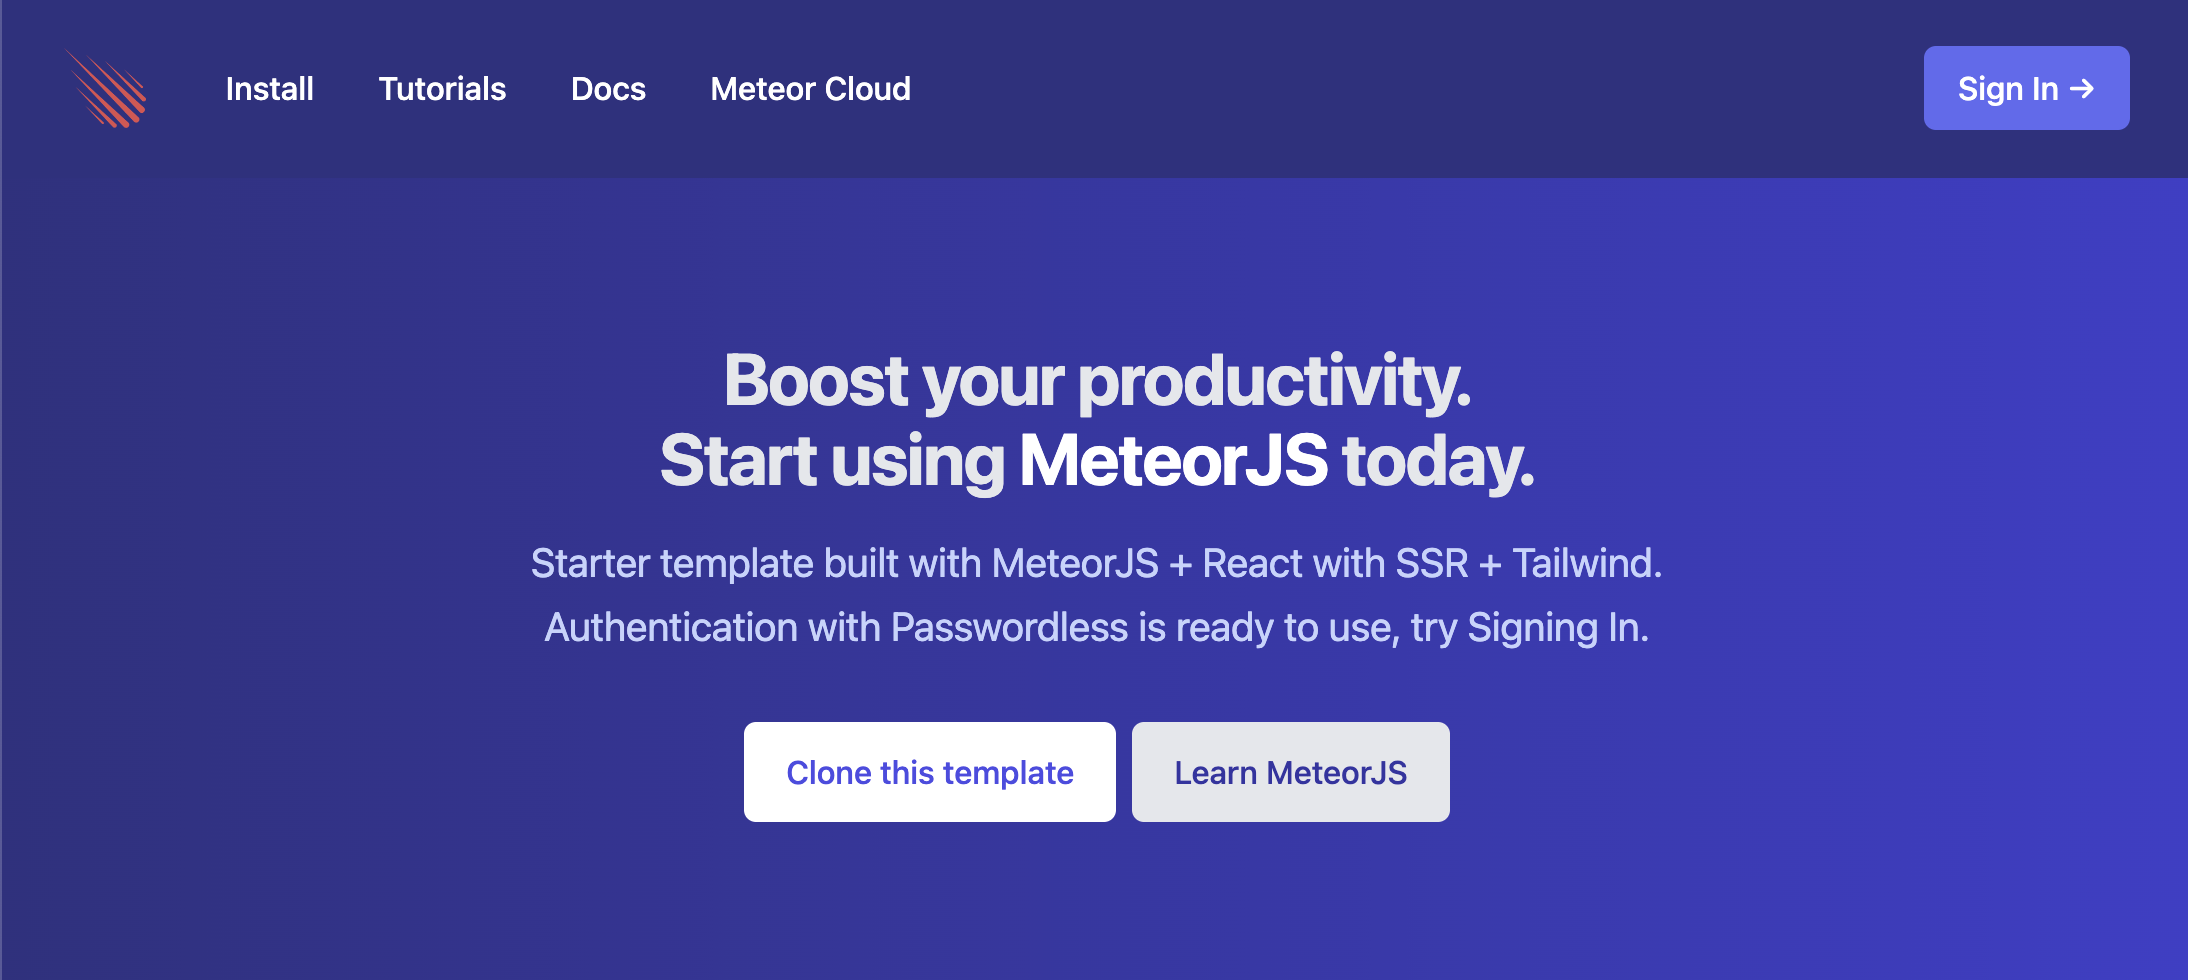 Install Tutorials Docs Meteor Cloud Sign In →
Boost your productivity.
Start using MeteorJS today.
Starter template built with MeteorJS + React with SSR + Tailwind.
Authentication with Passwordless is ready to use, try Signing In.
Clone this template Learn MeteorJS